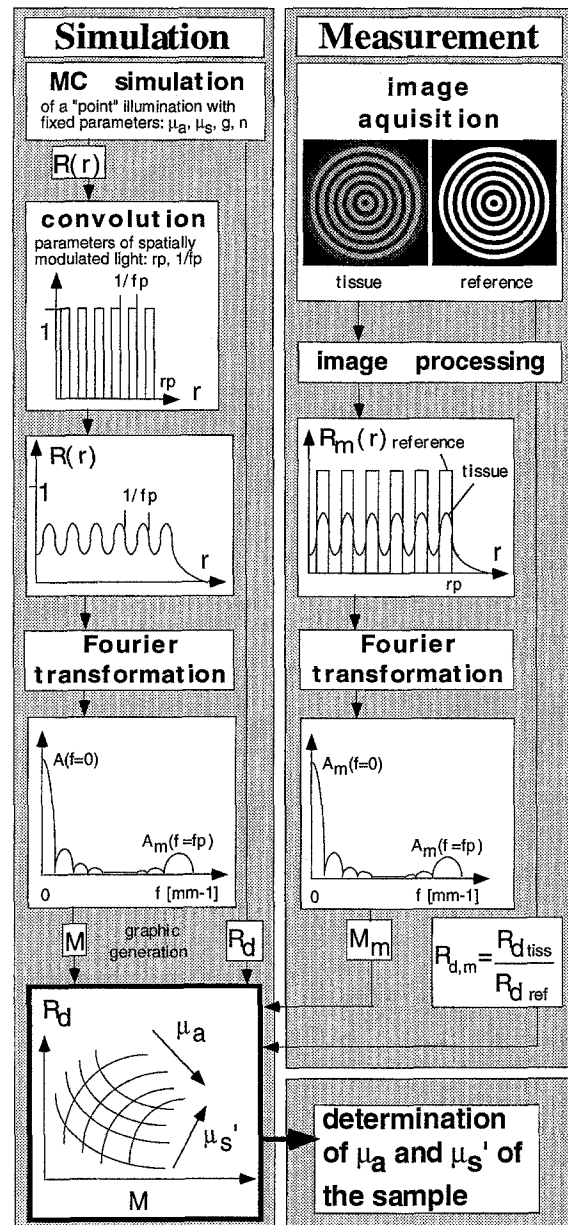 Simulation
MC simulation
of a "point" illumination with
fixed parameters: μa, μs, g, n
R(r)
convolution
parameters of spatially
modulated light: rp, 1/fp
1/fp
1
rp
r
R(r)
1
1/fp
r
Fourier
transformation
A(f=0)
Am(f=fp)
0
f [mm-1]
M
graphic
generation
Rd
Rd
μa
μs'
M
Measurement
image
aquisition
tissue
reference
image processing
Rm(r) reference
tissue
r
rp
Fourier
transformation
Am(f=0)
Am(f=fp)
0
f [mm-1]
Mm
Rd,m = Rd tiss / Rd ref
determination
of μa and μs' of
the sample